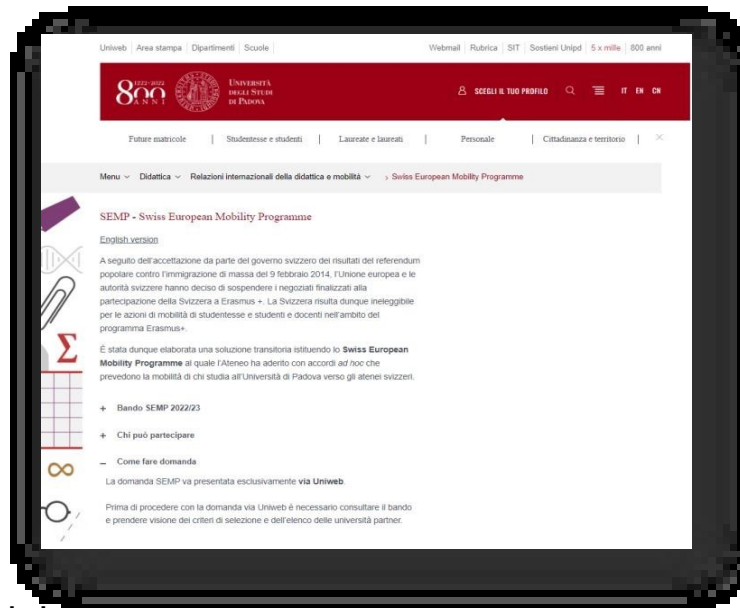 Uniweb Area stampa Dipartimenti Scuole Webmail Rubrica SIT Sostieni Unipd 5 x mille 800 anni
1222-2022
800
ANNI
UNIVERSITÀ
DEGLI STUDI
DI PADOVA
SCEGLI IL TUO PROFILO IT EN CN
Future matricole | Studentesse e studenti | Laureate e laureati | Personale | Cittadinanza e territorio |
Menu Didattica Relazioni internazionali della didattica e mobilità > Swiss European Mobility Programme
SEMP - Swiss European Mobility Programme
English version
A seguito dell'accettazione da parte del governo svizzero dei risultati del referendum
popolare contro l'immigrazione di massa del 9 febbraio 2014, l'Unione europea e le
autorità svizzere hanno deciso di sospendere i negoziati finalizzati alla
partecipazione della Svizzera a Erasmus +. La Svizzera risulta dunque ineleggibile
per le azioni di mobilità di studentesse e studenti e docenti nell'ambito del
programma Erasmus+.
È stata dunque elaborata una soluzione transitoria istituendo lo Swiss European
Mobility Programme al quale l'Ateneo ha aderito con accordi ad hoc che
prevedono la mobilità di chi studia all'Università di Padova verso gli atenei svizzeri.
+ Bando SEMP 2022/23
+ Chi può partecipare
– Come fare domanda
La domanda SEMP va presentata esclusivamente via Uniweb.
Prima di procedere con la domanda via Uniweb è necessario consultare il bando
e prendere visione dei criteri di selezione e dell'elenco delle università partner.